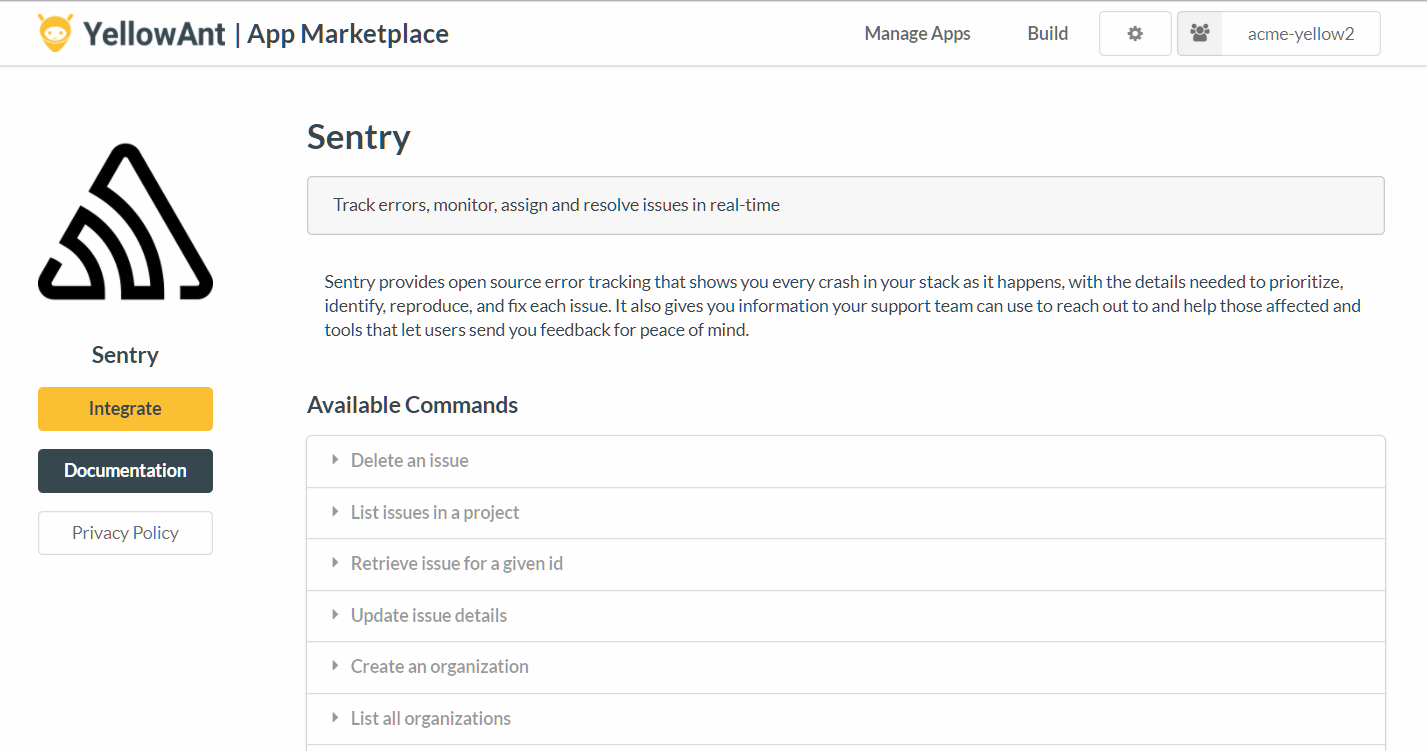 YellowAnt | App Marketplace
Manage Apps
Build
acme-yellow2
Sentry
Integrate
Documentation
Privacy Policy
Sentry
Track errors, monitor, assign and resolve issues in real-time
Sentry provides open source error tracking that shows you every crash in your stack as it happens, with the details needed to prioritize,
identify, reproduce, and fix each issue. It also gives you information your support team can use to reach out to and help those affected and
tools that let users send you feedback for peace of mind.
Available Commands
Delete an issue
List issues in a project
Retrieve issue for a given id
Update issue details
Create an organization
List all organizations